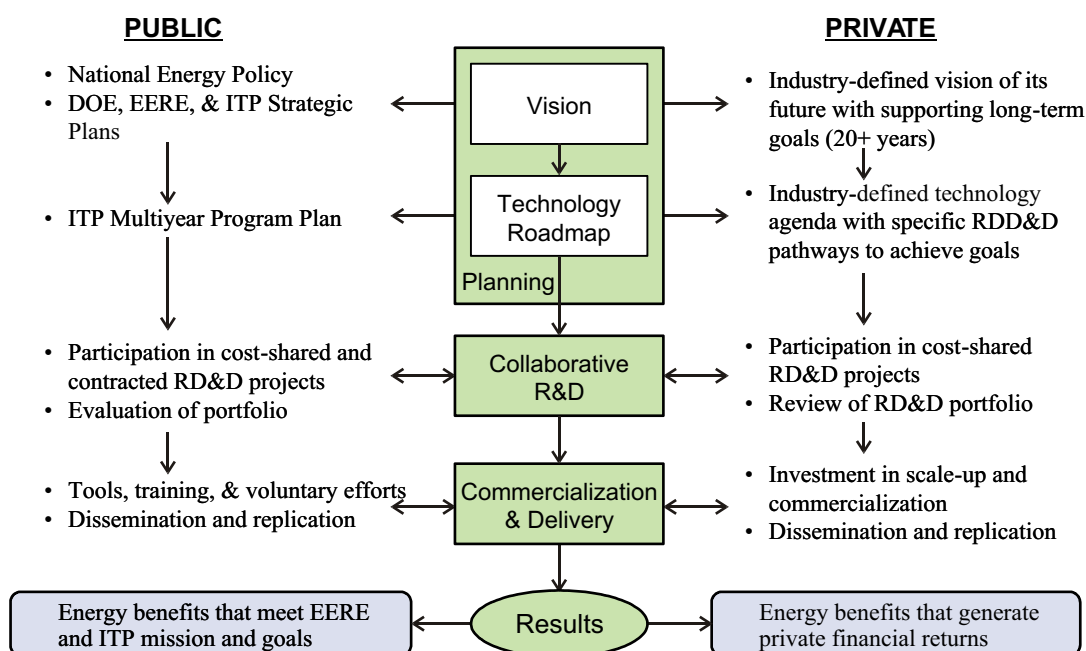 PUBLIC
• National Energy Policy
• DOE, EERE, & ITP Strategic
Plans
• ITP Multiyear Program Plan
• Participation in cost-shared and
contracted RD&D projects
• Evaluation of portfolio
• Tools, training, & voluntary efforts
• Dissemination and replication
Energy benefits that meet EERE
and ITP mission and goals
Vision
Technology
Roadmap
Planning
Collaborative
R&D
Commercialization
& Delivery
Results
PRIVATE
• Industry-defined vision of its
future with supporting long-term
goals (20+ years)
• Industry-defined technology
agenda with specific RDD&D
pathways to achieve goals
• Participation in cost-shared
RD&D projects
• Review of RD&D portfolio
• Investment in scale-up and
commercialization
• Dissemination and replication
Energy benefits that generate
private financial returns